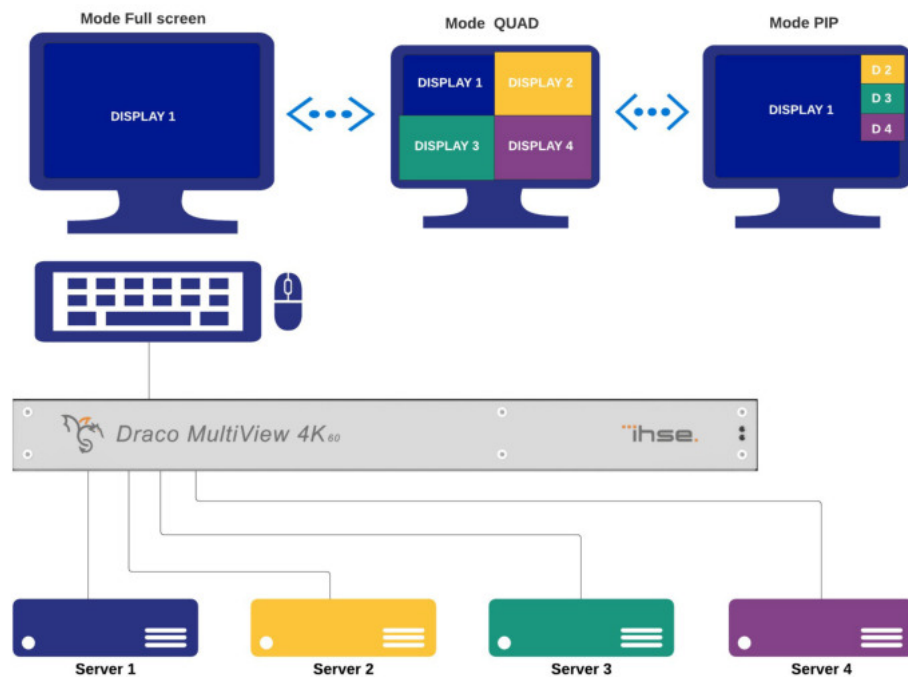 Mode Full screen
Mode QUAD
Mode PIP
DISPLAY 1
DISPLAY 1
DISPLAY 2
DISPLAY 3
DISPLAY 4
DISPLAY 1
D 2
D 3
D 4
Draco MultiView 4K60
ihse.
Server 1
Server 2
Server 3
Server 4